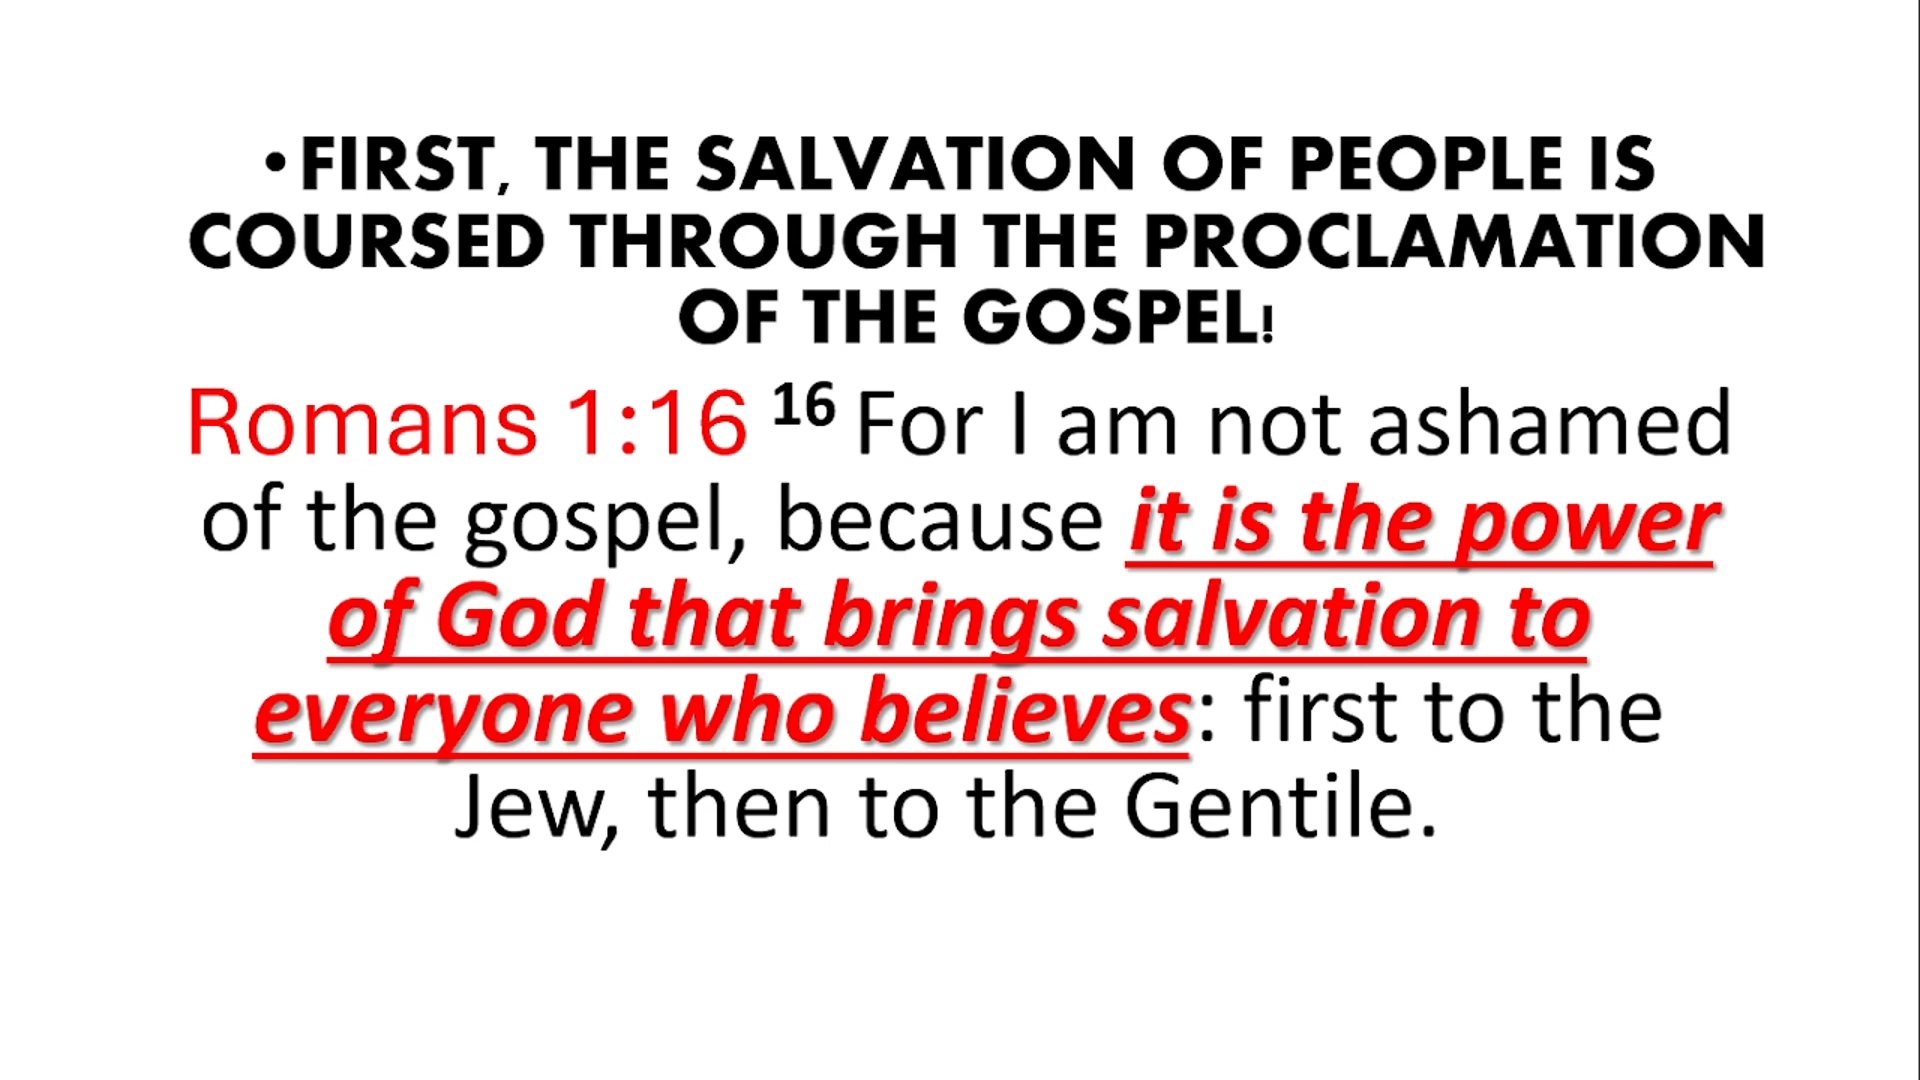 • FIRST, THE SALVATION OF PEOPLE IS
COURSED THROUGH THE PROCLAMATION
OF THE GOSPEL!
Romans 1:16 16 For I am not ashamed
of the gospel, because it is the power
of God that brings salvation to
everyone who believes: first to the
Jew, then to the Gentile.